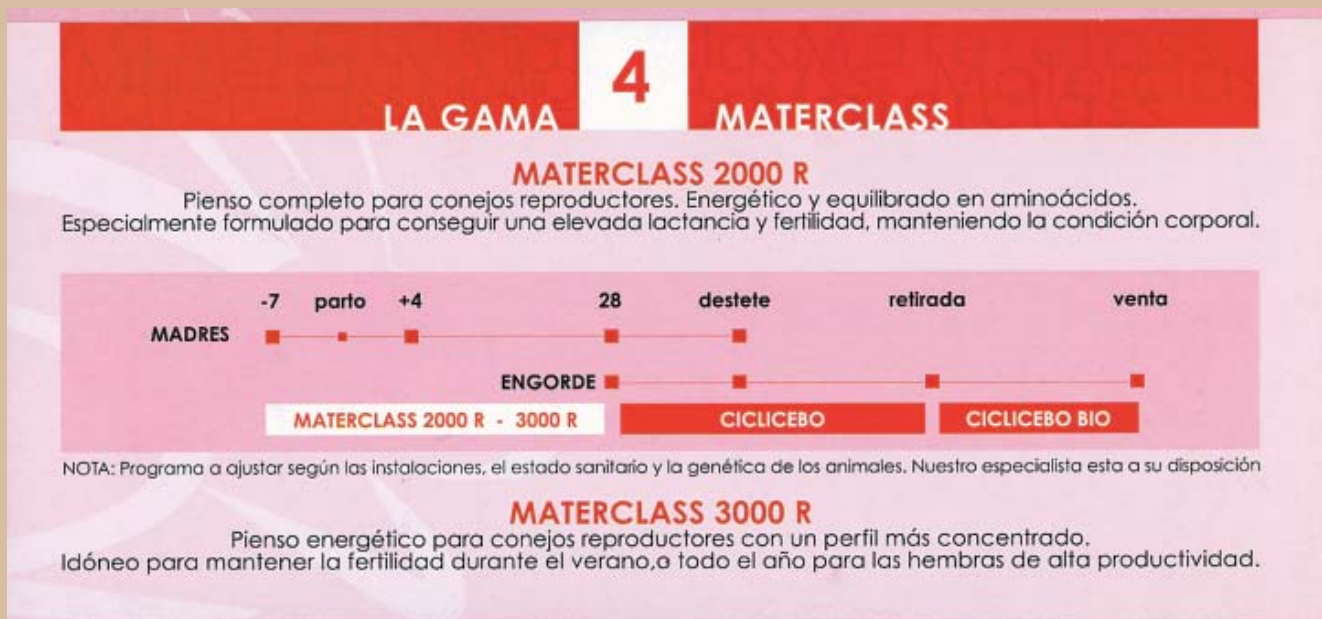 LA GAMA 4 MATERCLASS
MATERCLASS 2000 R
Pienso completo para conejos reproductores. Energético y equilibrado en aminoácidos.
Especialmente formulado para conseguir una elevada lactancia y fertilidad, manteniendo la condición corporal.
-7 parto +4 28 destete retirada venta
MADRES
ENGORDE
MATERCLASS 2000 R - 3000 R CICLICEBO CICLICEBO BIO
NOTA: Programa a ajustar según las instalaciones, el estado sanitario y la genética de los animales. Nuestro especialista esta a su disposición
MATERCLASS 3000 R
Pienso energético para conejos reproductores con un perfil más concentrado.
Idóneo para mantener la fertilidad durante el verano,o todo el año para las hembras de alta productividad.